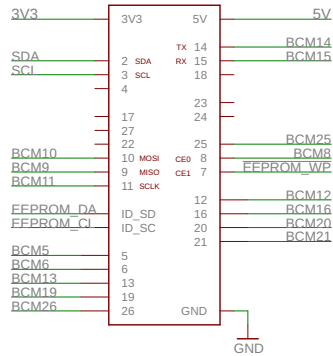 3V3 3V3 5V 5V
TX 14 BCM14
SDA 2 SDA RX 15 BCM15
SCL 3 SCL 18
4
23
17 24
27
22 25 BCM25
BCM10 10 MOSI CE0 8 BCM8
BCM9 9 MISO CE1 7 EEPROM_WP
BCM11 11 SCLK
12 BCM12
EEPROM_DA ID_SD 16 BCM16
EEPROM_CL ID_SC 20 BCM20
21 BCM21
BCM5 5
BCM6 6
BCM13 13
BCM19 19
BCM26 26 GND
GND